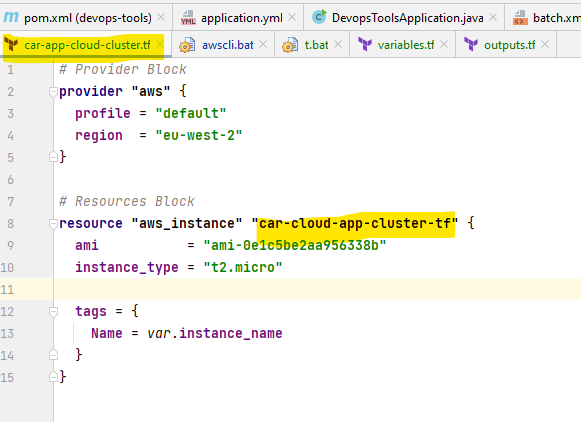 pom.xml (devops-tools) application.yml DevopsToolsApplication.java batch.xm
car-app-cloud-cluster.tf awscli.bat t.bat variables.tf outputs.tf
1 # Provider Block
2 provider "aws" {
3 profile = "default"
4 region  = "eu-west-2"
5 }
6
7 # Resources Block
8 resource "aws_instance" "car-cloud-app-cluster-tf" {
9 ami           = "ami-0e1c5be2aa956338b"
10 instance_type = "t2.micro"
11
12 tags = {
13 Name = var.instance_name
14 }
15 }